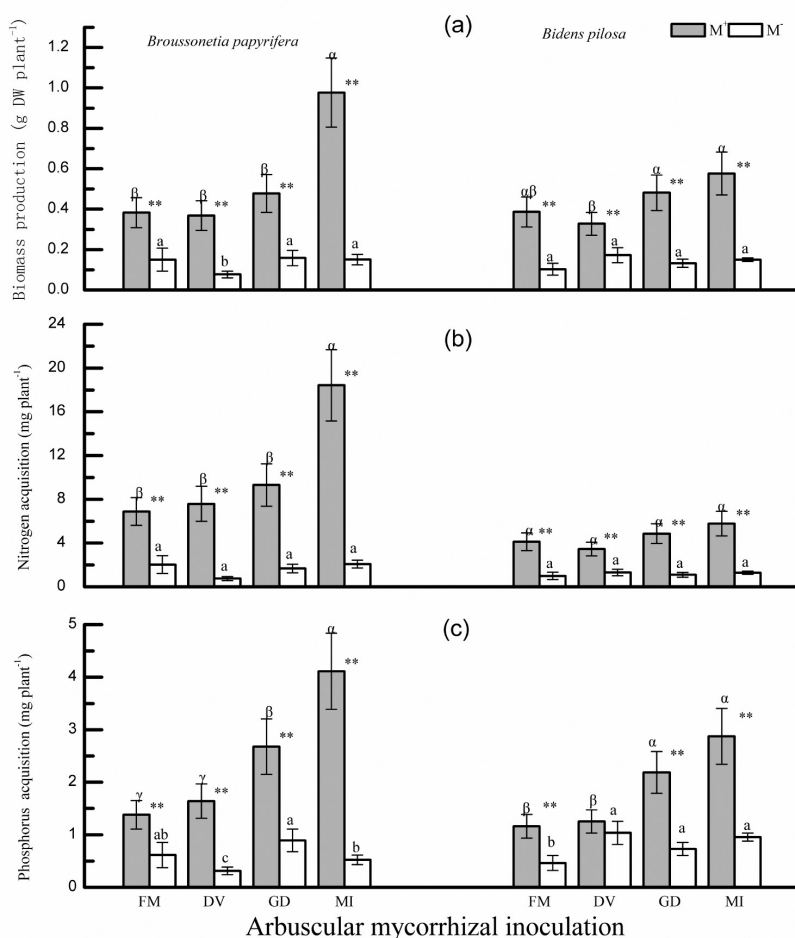 (a)
Broussonetia papyrifera
Bidens pilosa
M⁺ M⁻
Biomass production (g DW plant⁻¹)
1.2
1.0
0.8
0.6
0.4
0.2
0.0
β ** a β ** b β ** a α ** a
αβ ** a β ** a α ** a α ** a
(b)
Nitrogen acquisition (mg plant⁻¹)
24
20
16
12
8
4
0
β ** a β ** a β ** a α ** a
α ** a α ** a α ** a α ** a
(c)
Phosphorus acquisition (mg plant⁻¹)
5
4
3
2
1
0
γ ** ab γ ** c β ** a α ** b
β ** b β a α ** a α ** a
FM DV GD MI FM DV GD MI
Arbuscular mycorrhizal inoculation